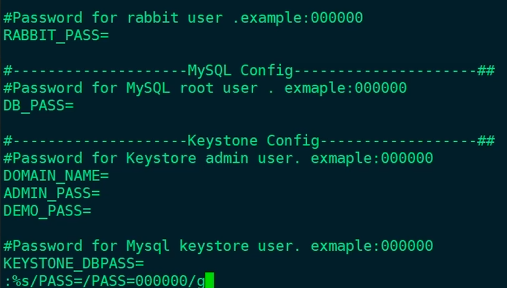 #Password for rabbit user .example:000000
RABBIT_PASS=
#--------------------MySQL Config---------------------##
#Password for MySQL root user . exmaple:000000
DB_PASS=
#--------------------Keystone Config------------------##
#Password for Keystore admin user. exmaple:000000
DOMAIN_NAME=
ADMIN_PASS=
DEMO_PASS=
#Password for Mysql keystore user. exmaple:000000
KEYSTONE_DBPASS=
:%s/PASS=/PASS=000000/g